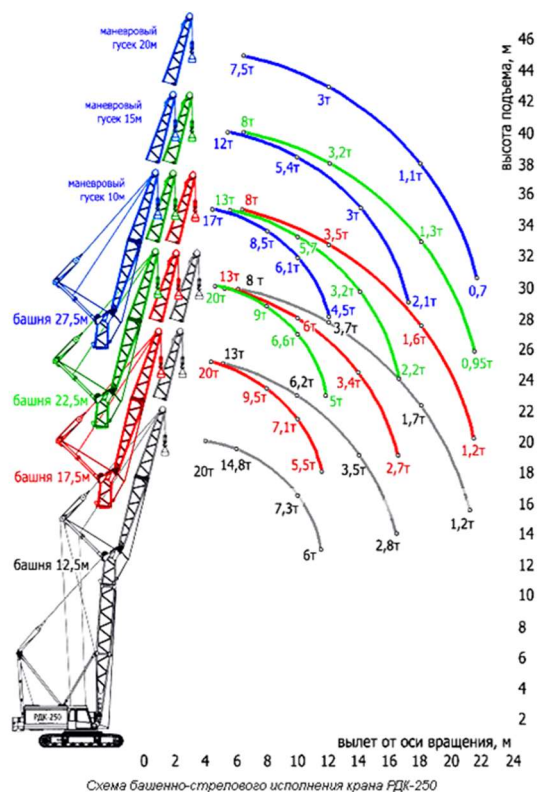 маневровый
гусек 20м
маневровый
гусек 15м
маневровый
гусек 10м
башня 27,5м
башня 22,5м
башня 17,5м
башня 12,5м
РДК-250
7,5т
3т
1,1т
0,7
8т
12т
3,2т
5,4т
1,3т
3т
2,1т
0,95т
13т
8т
17т
3,5т
8,5т
5,7
6,1т
3,2т
4,5т
1,6т
2,2т
1,2т
13т
8 т
20т
9т
6т
3,7т
6,6т
3,4т
1,7т
5т
2,7т
1,2т
13т
20т
6,2т
9,5т
7,1т
3,5т
5,5т
2,8т
20т
14,8т
7,3т
6т
высота подъема, м
46
44
42
40
38
36
34
32
30
28
26
24
22
20
18
16
14
12
10
8
6
4
2
вылет от оси вращения, м
0 2 4 6 8 10 12 14 16 18 20 22 24
Схема башенно-стрелового исполнения крана РДК-250